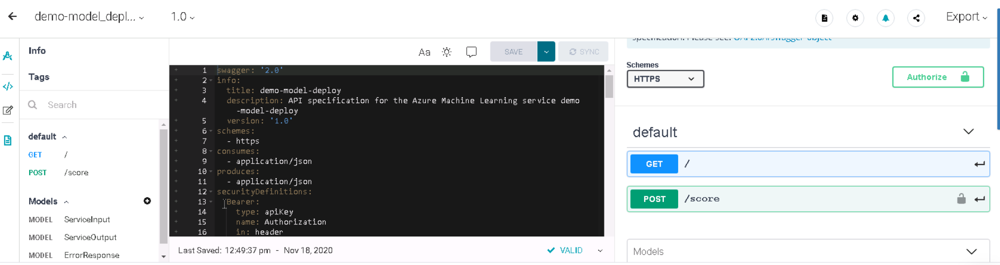 demo-model_depl...
1.0
Export
Info
Tags
Search
default
GET /
POST /score
Models
MODEL ServiceInput
MODEL ServiceOutput
MODEL ErrorResponse
Aa
SAVE
SYNC
1 swagger: '2.0'
2 info:
3 title: demo-model-deploy
4 description: API specification for the Azure Machine Learning service demo
-model-deploy
5 version: '1.0'
6 schemes:
7 - https
8 consumes:
9 - application/json
10 produces:
11 - application/json
12 securityDefinitions:
13 Bearer:
14 type: apiKey
15 name: Authorization
16 in: header
Last Saved: 12:49:37 pm - Nov 18, 2020
VALID
Schemes
HTTPS
Authorize
default
GET /
POST /score
Models